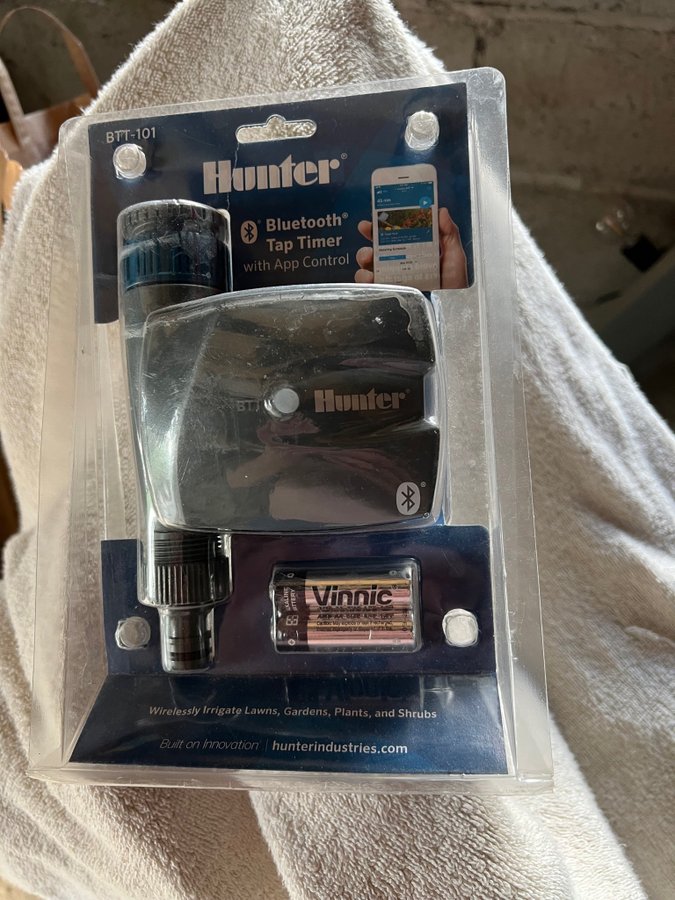 BTT-101
Hunter®
Bluetooth®
Tap Timer
with App Control
BTT
Hunter®
Vinnic
Wirelessly Irrigate Lawns, Gardens, Plants, and Shrubs
Built on Innovation® | hunterindustries.com